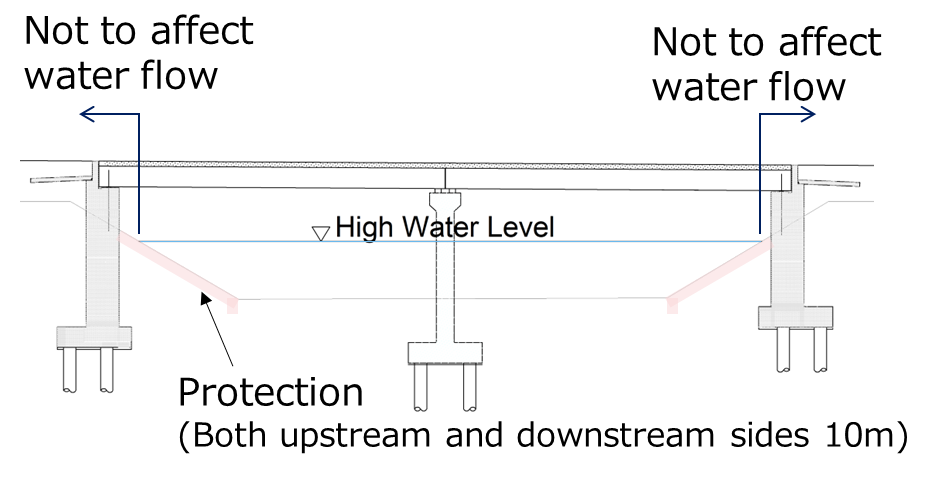 Not to affect
water flow
Not to affect
water flow
High Water Level
Protection
(Both upstream and downstream sides 10m)